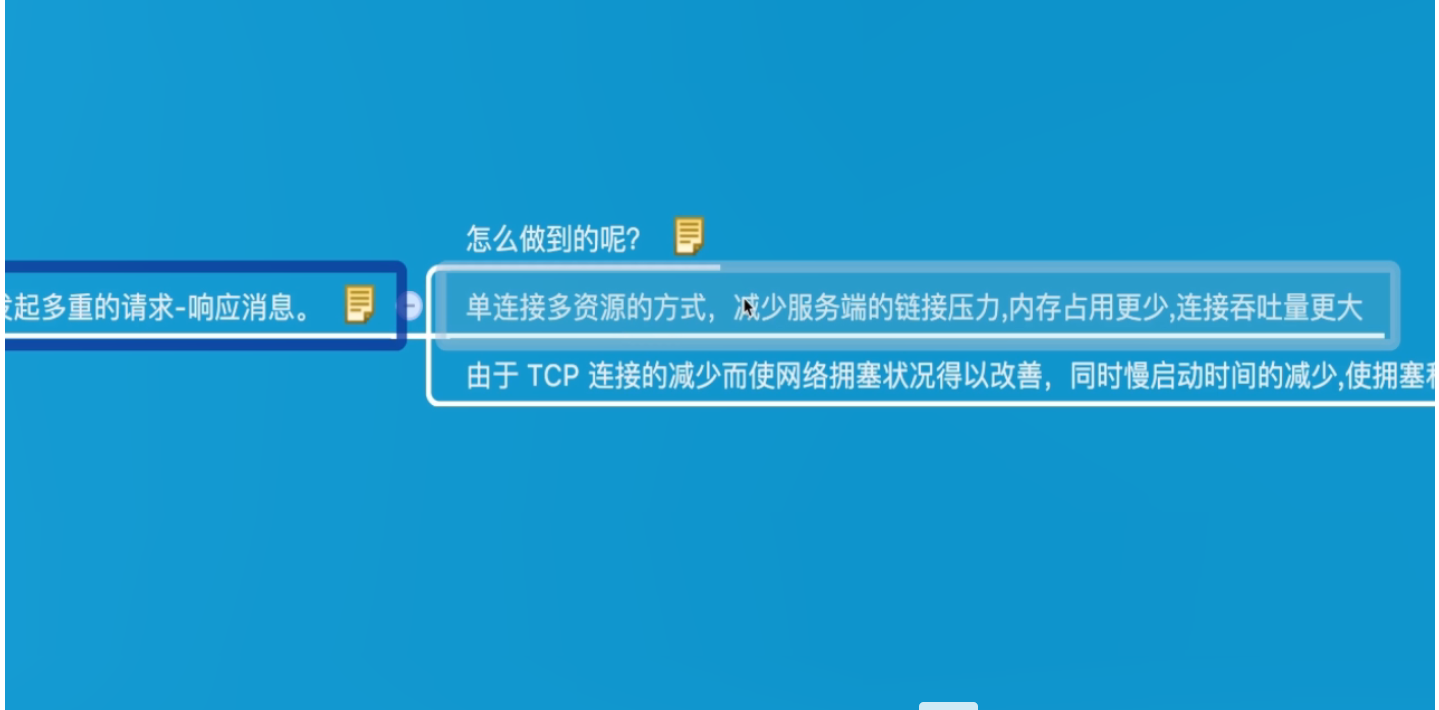 怎么做到的呢?
起多重的请求-响应消息。
单连接多资源的方式，减少服务端的链接压力,内存占用更少,连接吞吐量更大
由于 TCP 连接的减少而使网络拥塞状况得以改善，同时慢启动时间的减少,使拥塞